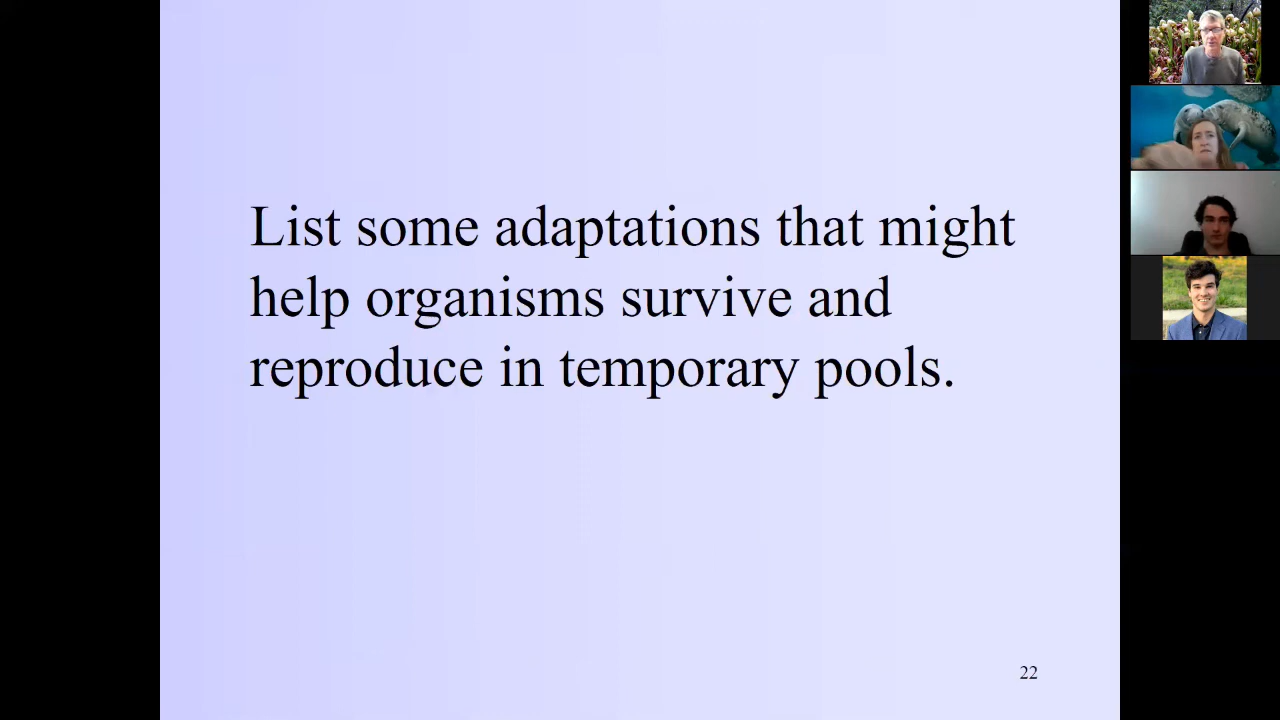 List some adaptations that might
help organisms survive and
reproduce in temporary pools.
22